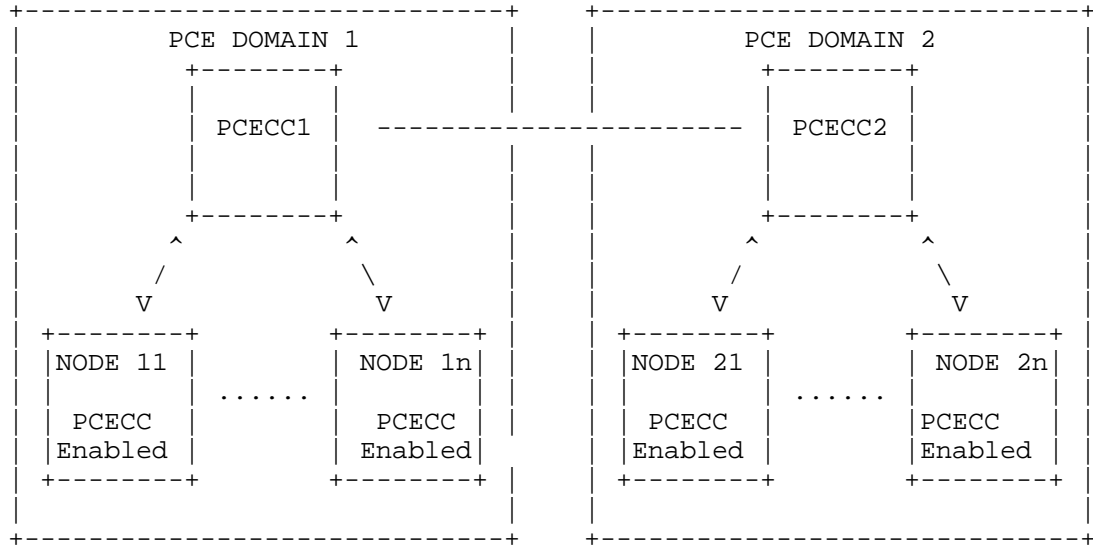 PCE DOMAIN 1 PCE DOMAIN 2
PCECC1 PCECC2
NODE 11 NODE 1n NODE 21 NODE 2n
...... ......
PCECC PCECC PCECC PCECC
Enabled Enabled Enabled Enabled